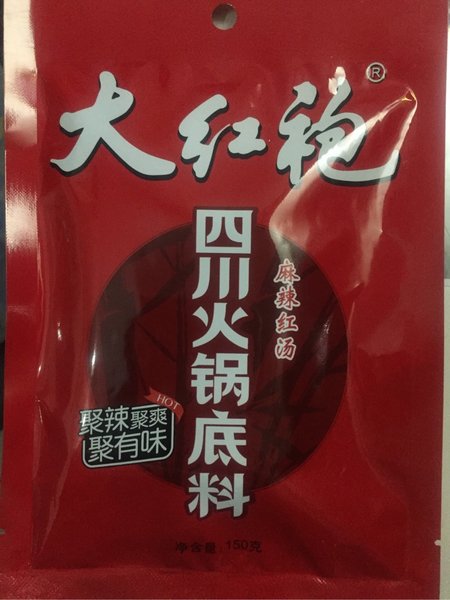 大红袍®
四川火锅底料
麻辣红汤
HOT
聚辣聚爽
聚有味
净含量:150克